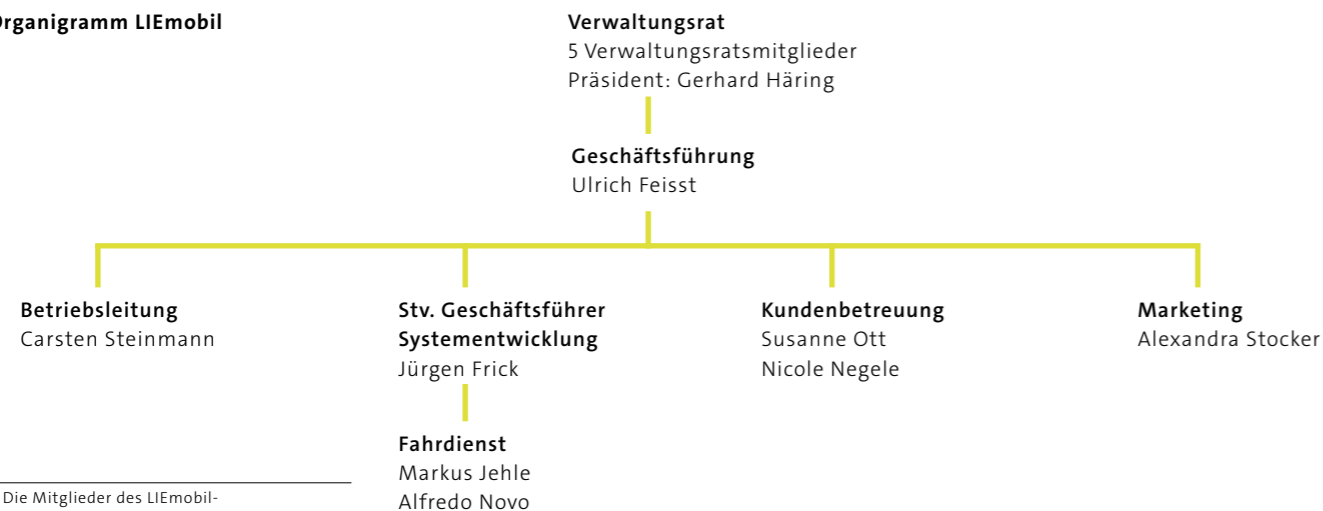 Organigramm LIEmobil
Verwaltungsrat
5 Verwaltungsratsmitglieder
Präsident: Gerhard Häring
Geschäftsführung
Ulrich Feisst
Betriebsleitung
Carsten Steinmann
Stv. Geschäftsführer
Systementwicklung
Jürgen Frick
Kundenbetreuung
Susanne Ott
Nicole Negele
Marketing
Alexandra Stocker
Fahrdienst
Markus Jehle
Alfredo Novo
Die Mitglieder des LIEmobil-